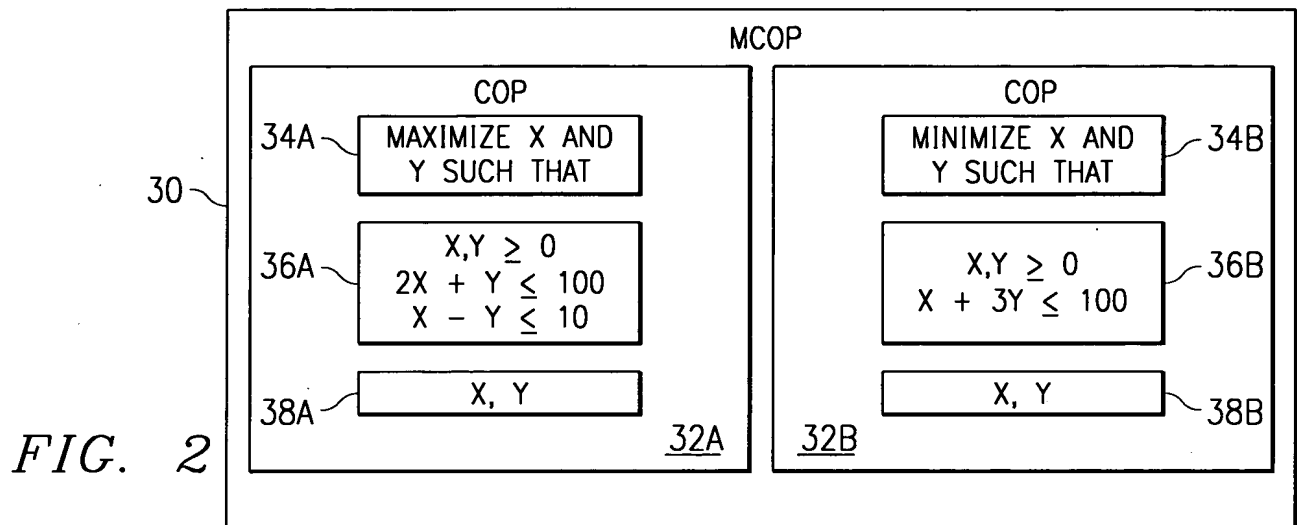 MCOP
COP
34A
MAXIMIZE X AND
Y SUCH THAT
30
36A
X,Y ≥ 0
2X + Y ≤ 100
X - Y ≤ 10
38A
X, Y
32A
COP
MINIMIZE X AND
Y SUCH THAT
34B
X,Y ≥ 0
X + 3Y ≤ 100
36B
X, Y
38B
32B
FIG. 2